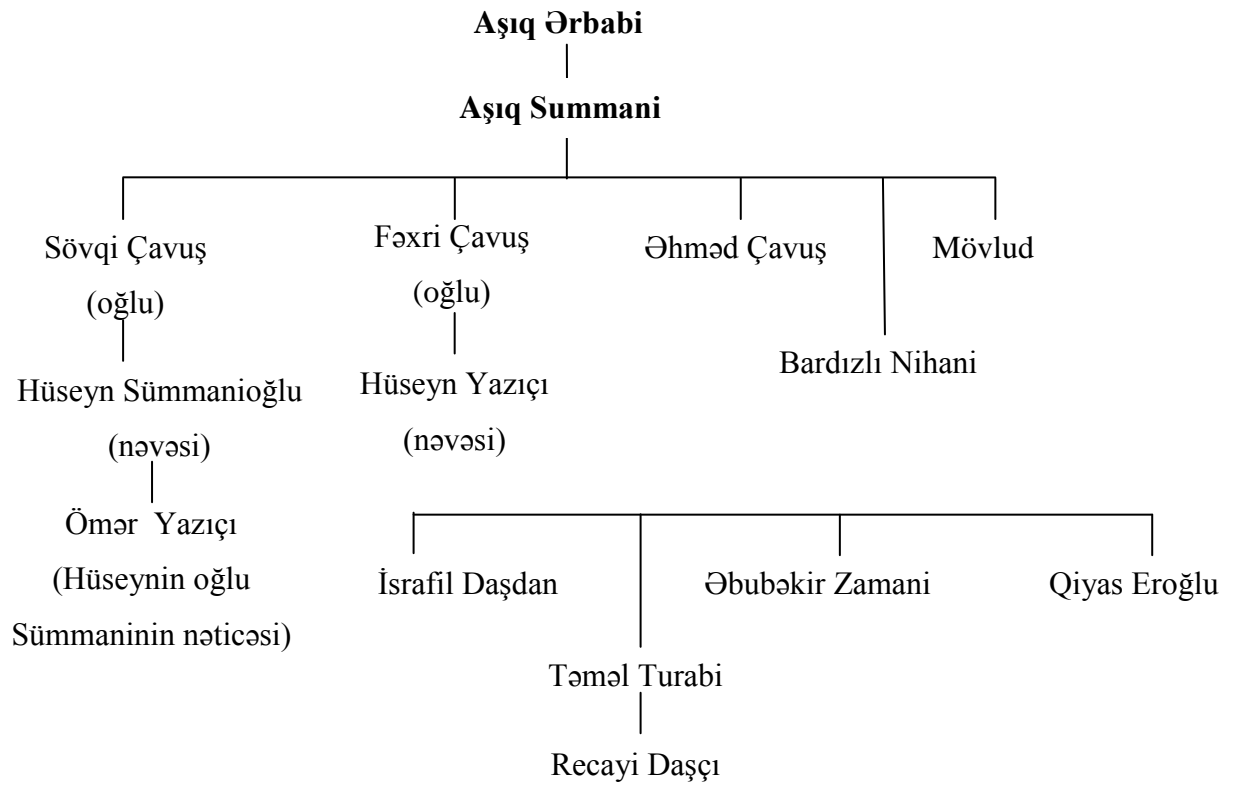 Aşıq Ərbabi
Aşıq Summani
Sövqi Çavuş
(oğlu)
Fəxri Çavuş
(oğlu)
Əhməd Çavuş
Mövlud
Bardızlı Nihani
Hüseyn Sümmanioğlu
(nəvəsi)
Hüseyn Yazıçı
(nəvəsi)
Ömər Yazıçı
(Hüseynin oğlu
Sümmaninin nəticəsi)
İsrafil Daşdan
Əbubəkir Zamani
Qiyas Eroğlu
Təməl Turabi
Recayi Daşçı